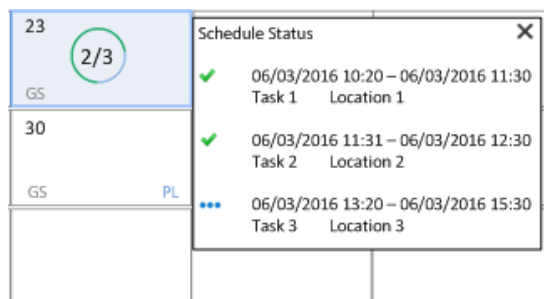 23
2/3
GS
30
GS PL
Schedule Status
06/03/2016 10:20 – 06/03/2016 11:30
Task 1 Location 1
06/03/2016 11:31 – 06/03/2016 12:30
Task 2 Location 2
06/03/2016 13:20 – 06/03/2016 15:30
Task 3 Location 3